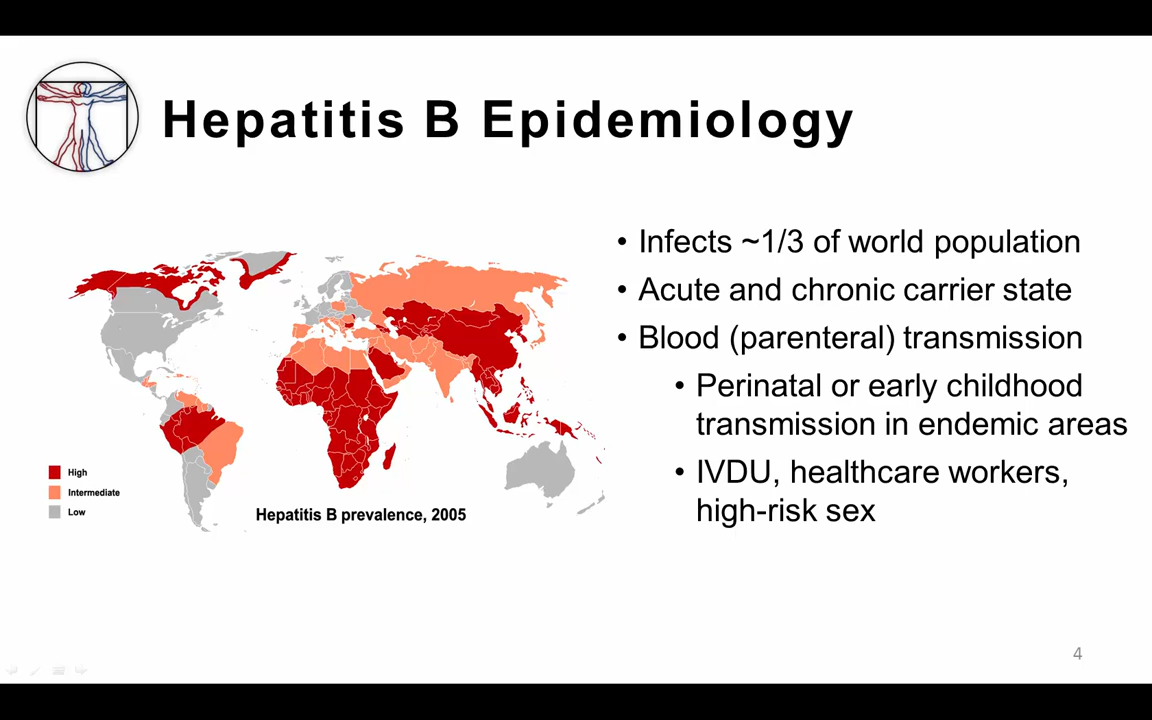 Hepatitis B Epidemiology
• Infects ~1/3 of world population
• Acute and chronic carrier state
• Blood (parenteral) transmission
• Perinatal or early childhood
transmission in endemic areas
• IVDU, healthcare workers,
high-risk sex
High
Intermediate
Low
Hepatitis B prevalence, 2005
4